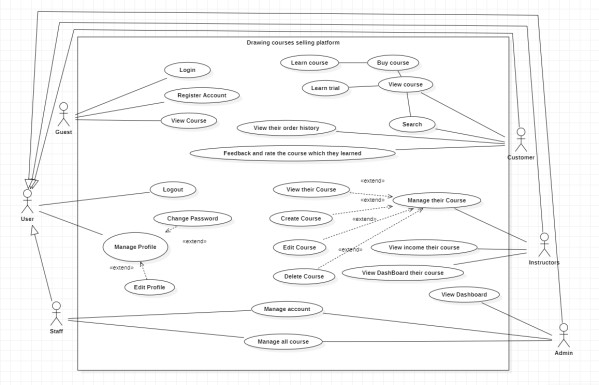 Drawing courses selling platform
Login
Learn course
Buy course
Learn trial
View course
Register Account
Guest
View Course
Search
View their order history
Customer
Feedback and rate the course which they learned
Logout
View their Course
«extend»
Manage their Course
User
Change Password
Create Course
«extend»
«extend»
Manage Profile
«extend»
Edit Course
«extend»
View income their course
Instructors
«extend»
Delete Course
View DashBoard their course
Edit Profile
View Dashboard
Staff
Manage account
Manage all course
Admin